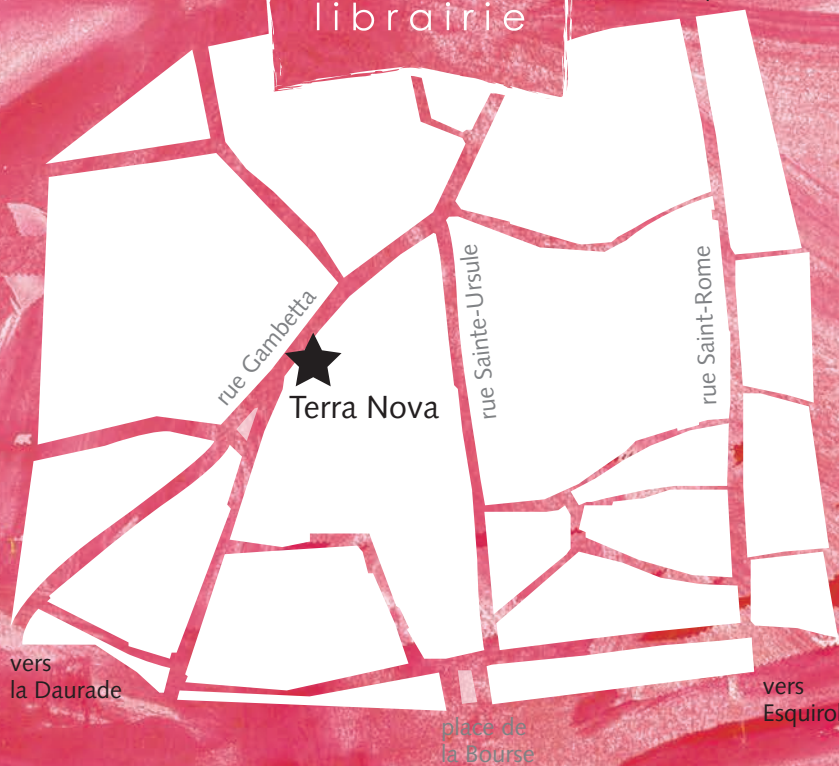 librairie
rue Gambetta
Terra Nova
rue Sainte-Ursule
rue Saint-Rome
vers
la Daurade
place de
la Bourse
vers
Esquirol